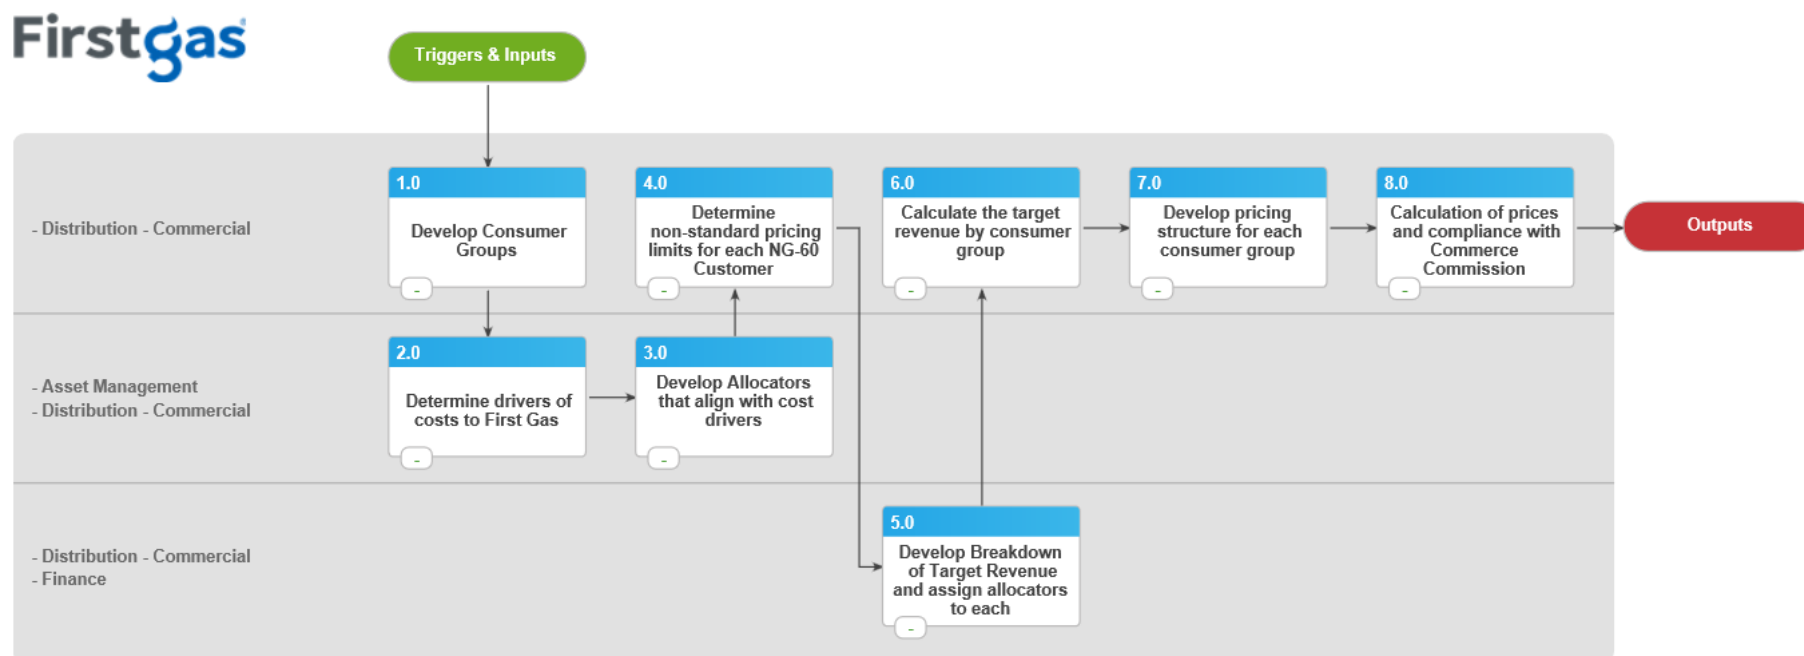 Firstgas
Triggers & Inputs
- Distribution - Commercial
1.0
Develop Consumer
Groups
-
4.0
Determine
non-standard pricing
limits for each NG-60
Customer
-
6.0
Calculate the target
revenue by consumer
group
-
7.0
Develop pricing
structure for each
consumer group
-
8.0
Calculation of prices
and compliance with
Commerce
Commission
-
Outputs
- Asset Management
- Distribution - Commercial
2.0
Determine drivers of
costs to First Gas
-
3.0
Develop Allocators
that align with cost
drivers
-
- Distribution - Commercial
- Finance
5.0
Develop Breakdown
of Target Revenue
and assign allocators
to each
-